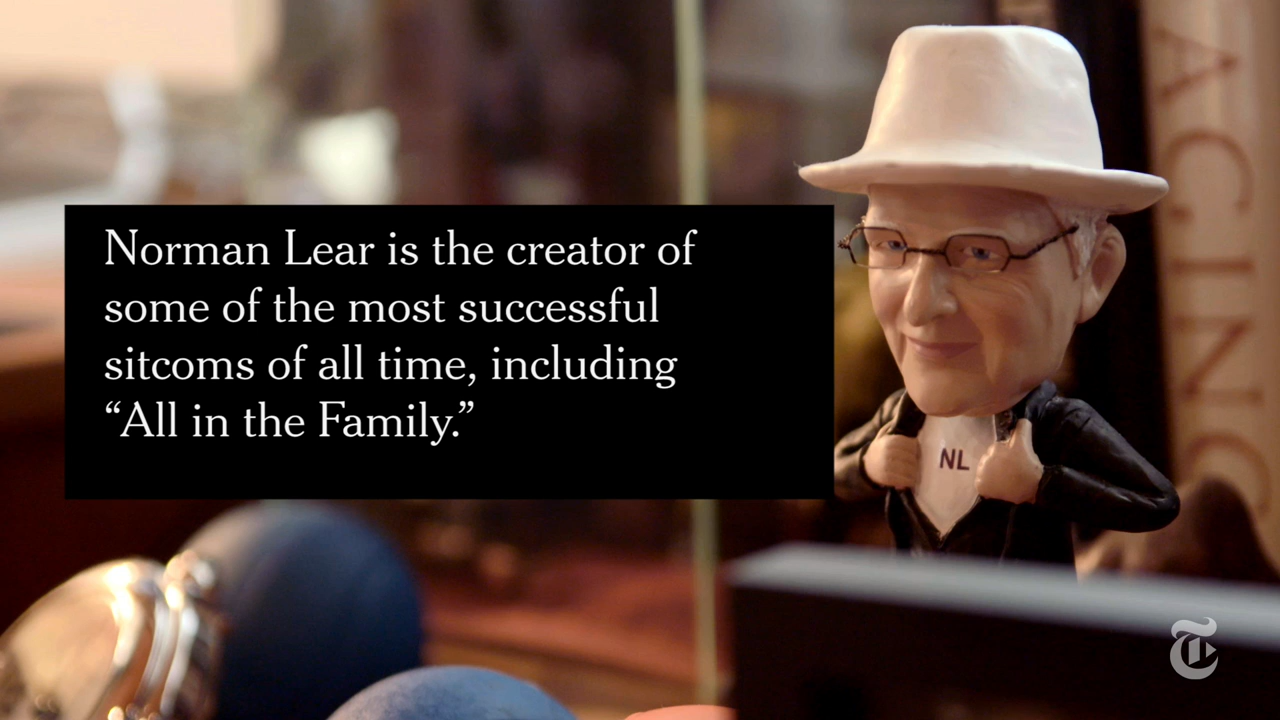 Norman Lear is the creator of
some of the most successful
sitcoms of all time, including
“All in the Family.”
NL
ACINO